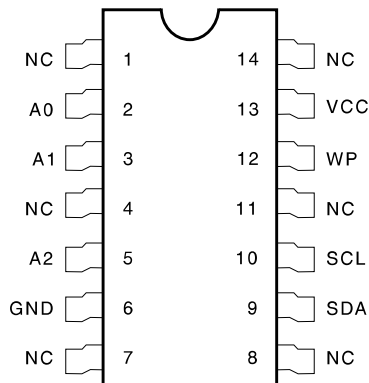 NC 1 14 NC
A0 2 13 VCC
A1 3 12 WP
NC 4 11 NC
A2 5 10 SCL
GND 6 9 SDA
NC 7 8 NC